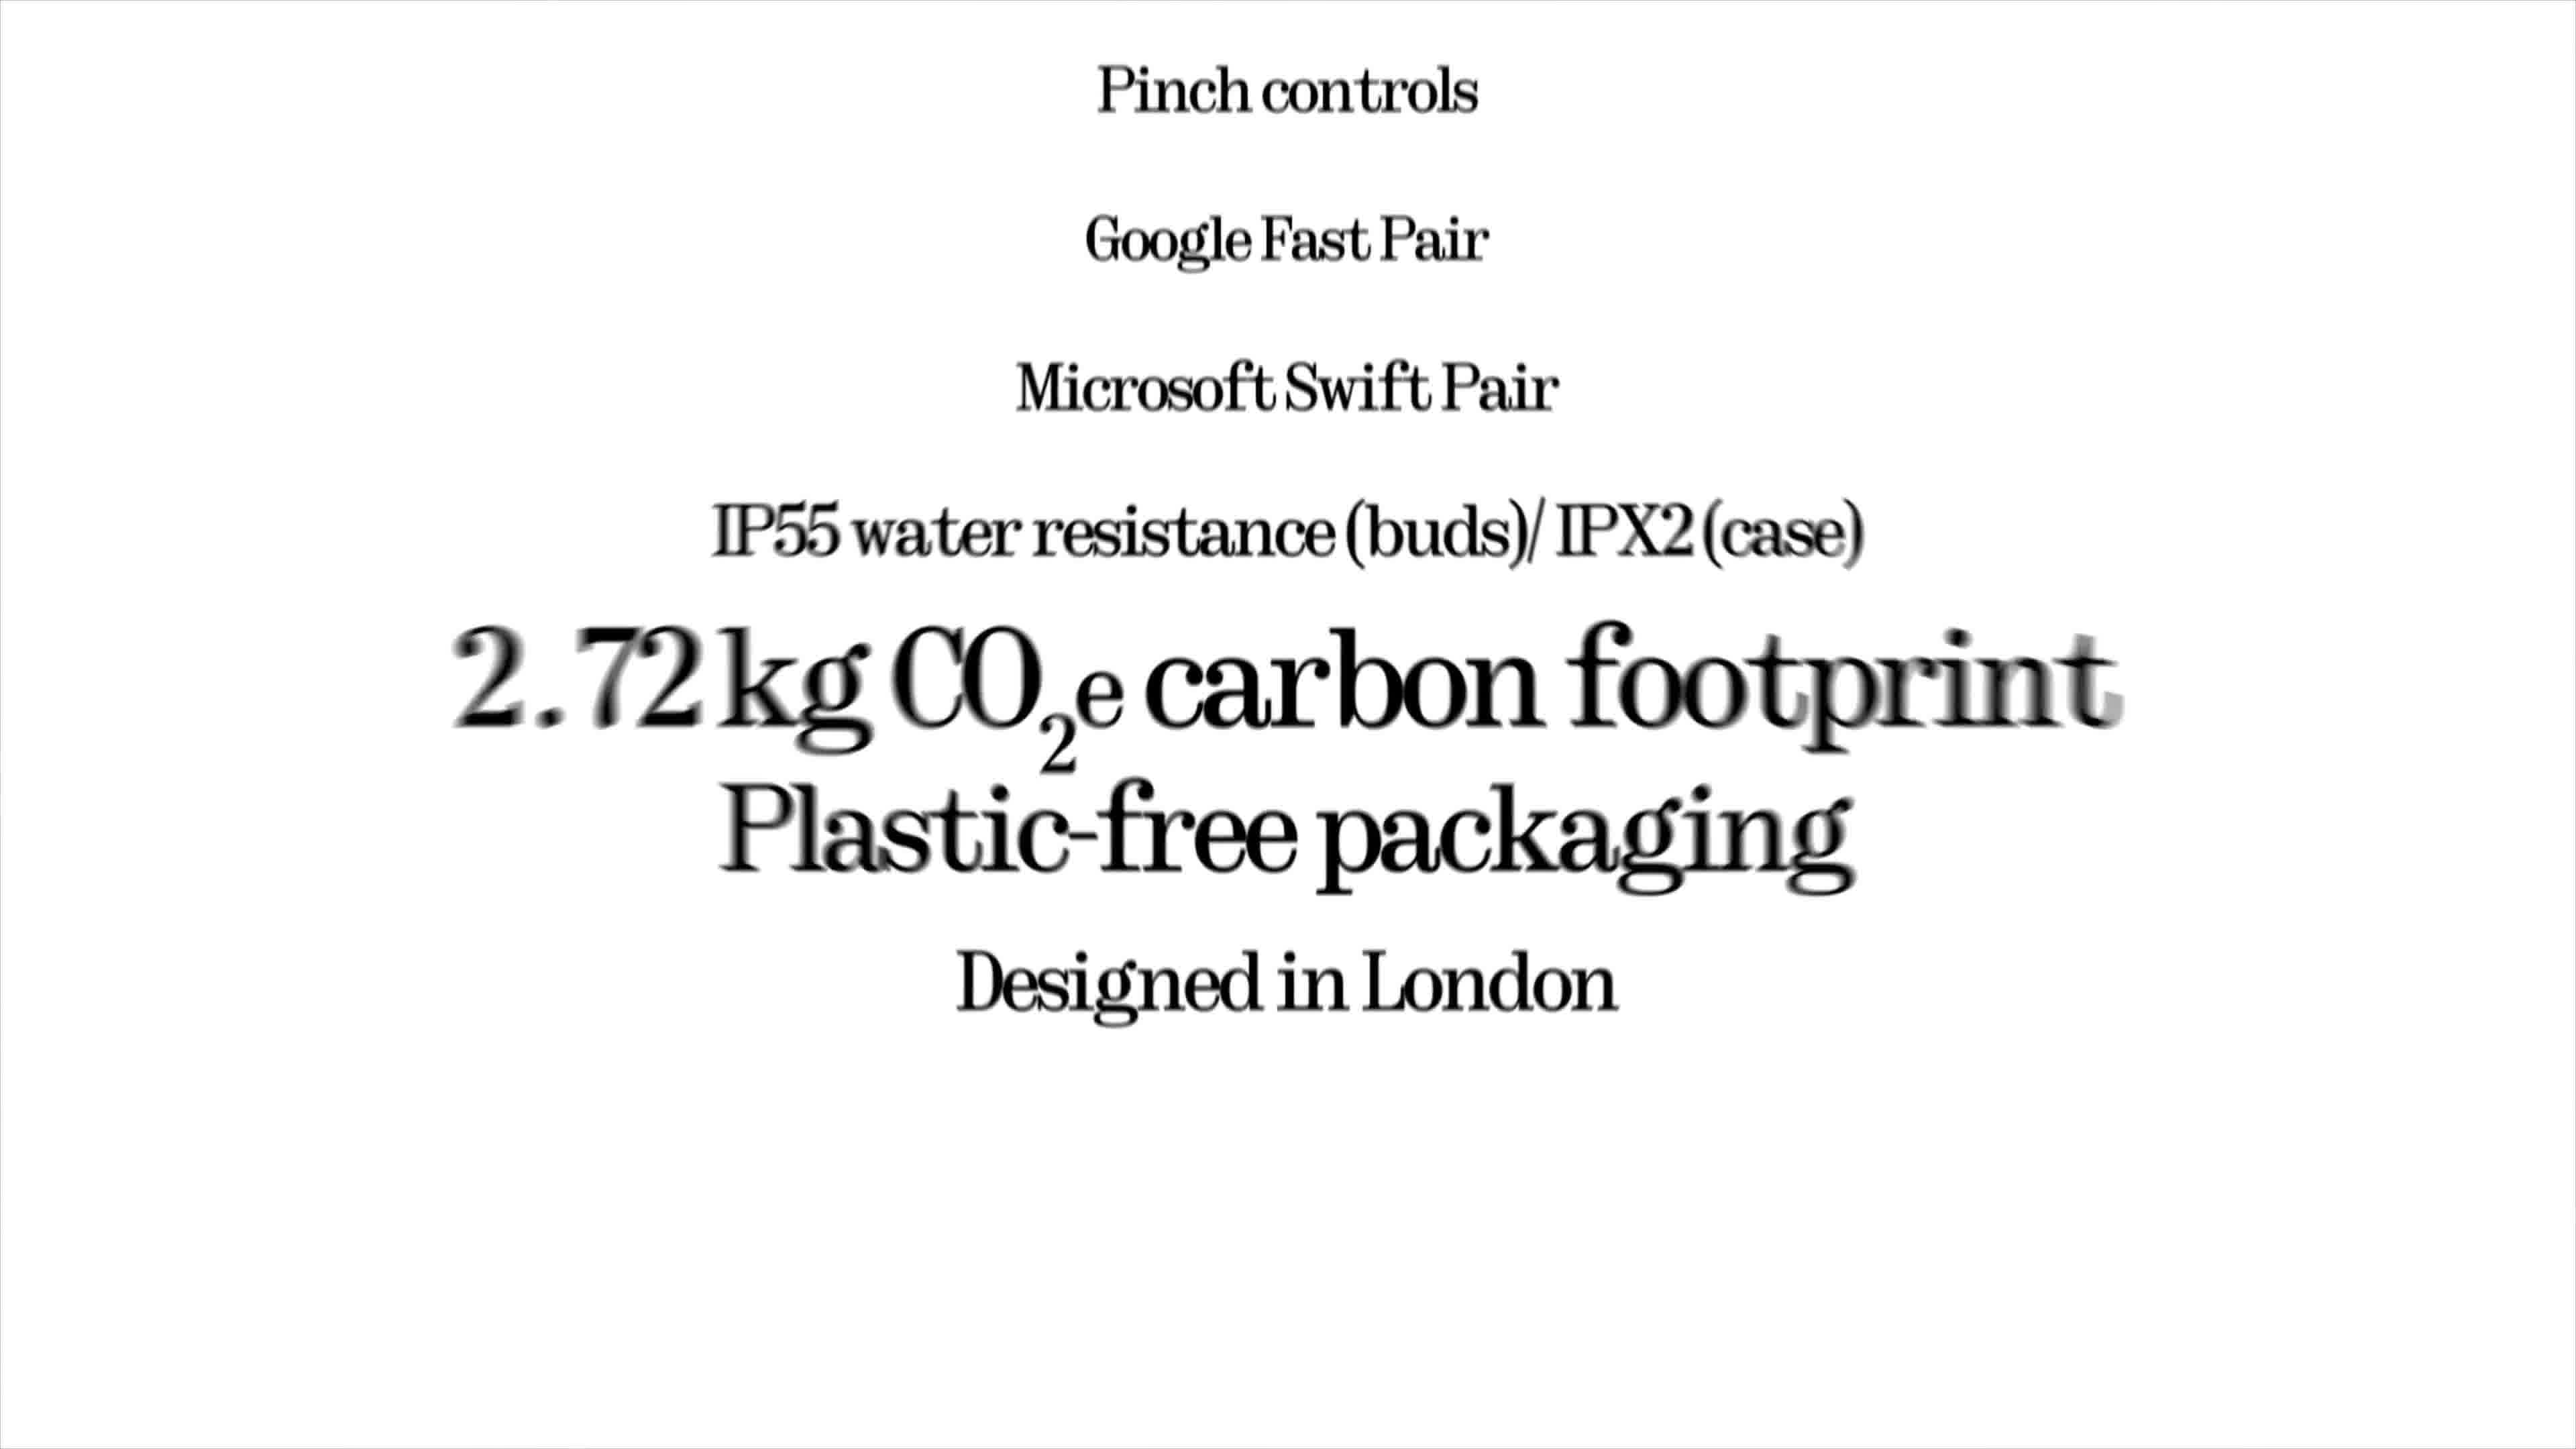 Pinch controls
Google Fast Pair
Microsoft Swift Pair
IP55 water resistance (buds)/ IPX2 (case)
2.72 kg CO₂e carbon footprint
Plastic-free packaging
Designed in London